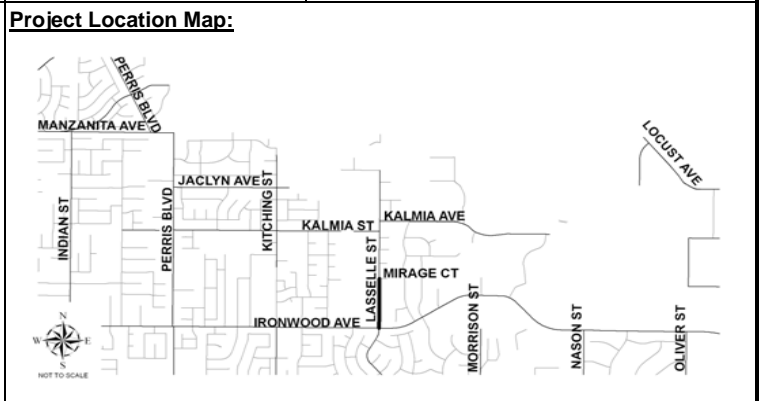 Project Location Map:
PERRIS BLVD
MANZANITA AVE
LOCUST AVE
JACLYN AVE
KITCHING ST
INDIAN ST
PERRIS BLVD
KALMIA ST
KALMIA AVE
LASSELLE ST
MIRAGE CT
IRONWOOD AVE
MORRISON ST
NASON ST
OLIVER ST
N
W E
S
NOT TO SCALE